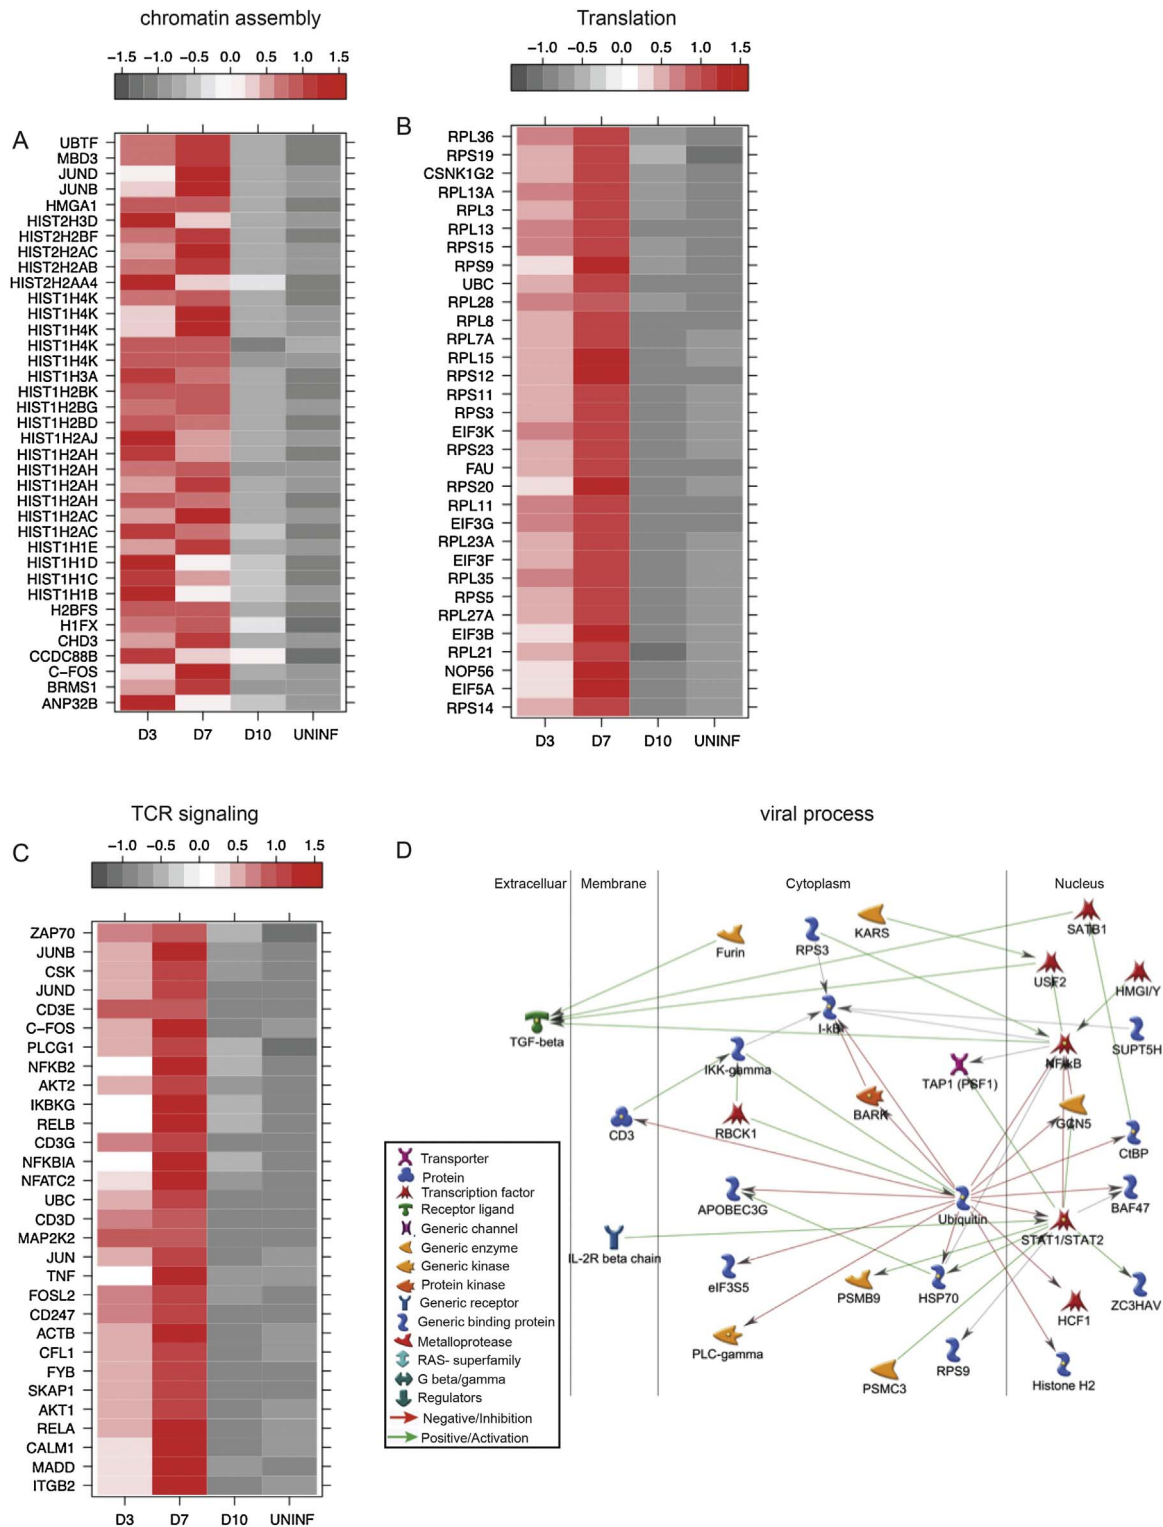 chromatin assembly
−1.5 −1.0 −0.5 0.0 0.5 1.0 1.5
A
UBTF
MBD3
JUND
JUNB
HMGA1
HIST2H3D
HIST2H2BF
HIST2H2AC
HIST2H2AB
HIST2H2AA4
HIST1H4K
HIST1H4K
HIST1H4K
HIST1H4K
HIST1H4K
HIST1H3A
HIST1H2BK
HIST1H2BG
HIST1H2BD
HIST1H2AJ
HIST1H2AH
HIST1H2AH
HIST1H2AH
HIST1H2AH
HIST1H2AC
HIST1H2AC
HIST1H1E
HIST1H1D
HIST1H1C
HIST1H1B
H2BFS
H1FX
CHD3
CCDC88B
C−FOS
BRMS1
ANP32B
D3 D7 D10 UNINF
Translation
−1.0 −0.5 0.0 0.5 1.0 1.5
B
RPL36
RPS19
CSNK1G2
RPL13A
RPL3
RPL13
RPS15
RPS9
UBC
RPL28
RPL8
RPL7A
RPL15
RPS12
RPS11
RPS3
EIF3K
RPS23
FAU
RPS20
RPL11
EIF3G
RPL23A
EIF3F
RPL35
RPS5
RPL27A
EIF3B
RPL21
NOP56
EIF5A
RPS14
D3 D7 D10 UNINF
TCR signaling
−1.0 −0.5 0.0 0.5 1.0 1.5
C
ZAP70
JUNB
CSK
JUND
CD3E
C−FOS
PLCG1
NFKB2
AKT2
IKBKG
RELB
CD3G
NFKBIA
NFATC2
UBC
CD3D
MAP2K2
JUN
TNF
FOSL2
CD247
ACTB
CFL1
FYB
SKAP1
AKT1
RELA
CALM1
MADD
ITGB2
D3 D7 D10 UNINF
viral process
D
Extracelluar Membrane Cytoplasm Nucleus
KARS
SATB1
Furin
RPS3
USF2
HMGI/Y
TGF-beta
I-kB
SUPT5H
IKK-gamma
NFkB
TAP1 (PSF1)
BARK
GCN5
CD3
RBCK1
CtBP
APOBEC3G
Ubiquitin
BAF47
STAT1/STAT2
IL-2R beta chain
eIF3S5
PSMB9
HSP70
ZC3HAV
HCF1
PLC-gamma
PSMC3
RPS9
Histone H2
Transporter
Protein
Transcription factor
Receptor ligand
Generic channel
Generic enzyme
Generic kinase
Protein kinase
Generic receptor
Generic binding protein
Metalloprotease
RAS- superfamily
G beta/gamma
Regulators
Negative/Inhibition
Positive/Activation